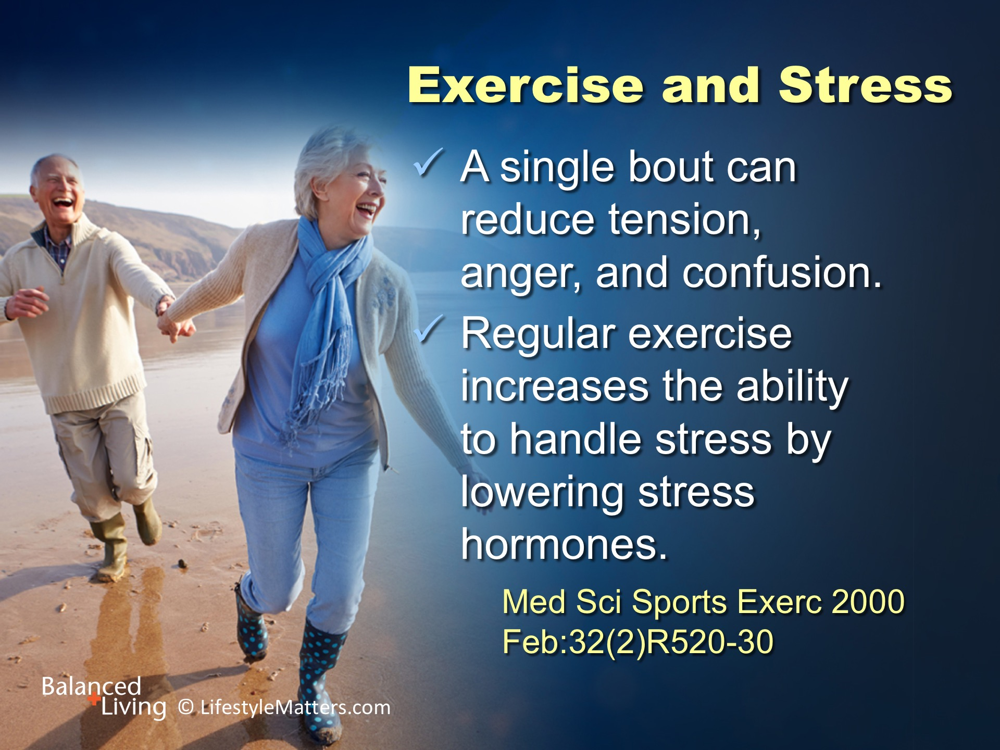 Exercise and Stress
✓ A single bout can
reduce tension,
anger, and confusion.
✓ Regular exercise
increases the ability
to handle stress by
lowering stress
hormones.
Med Sci Sports Exerc 2000
Feb:32(2)R520-30
Balanced
Living © LifestyleMatters.com